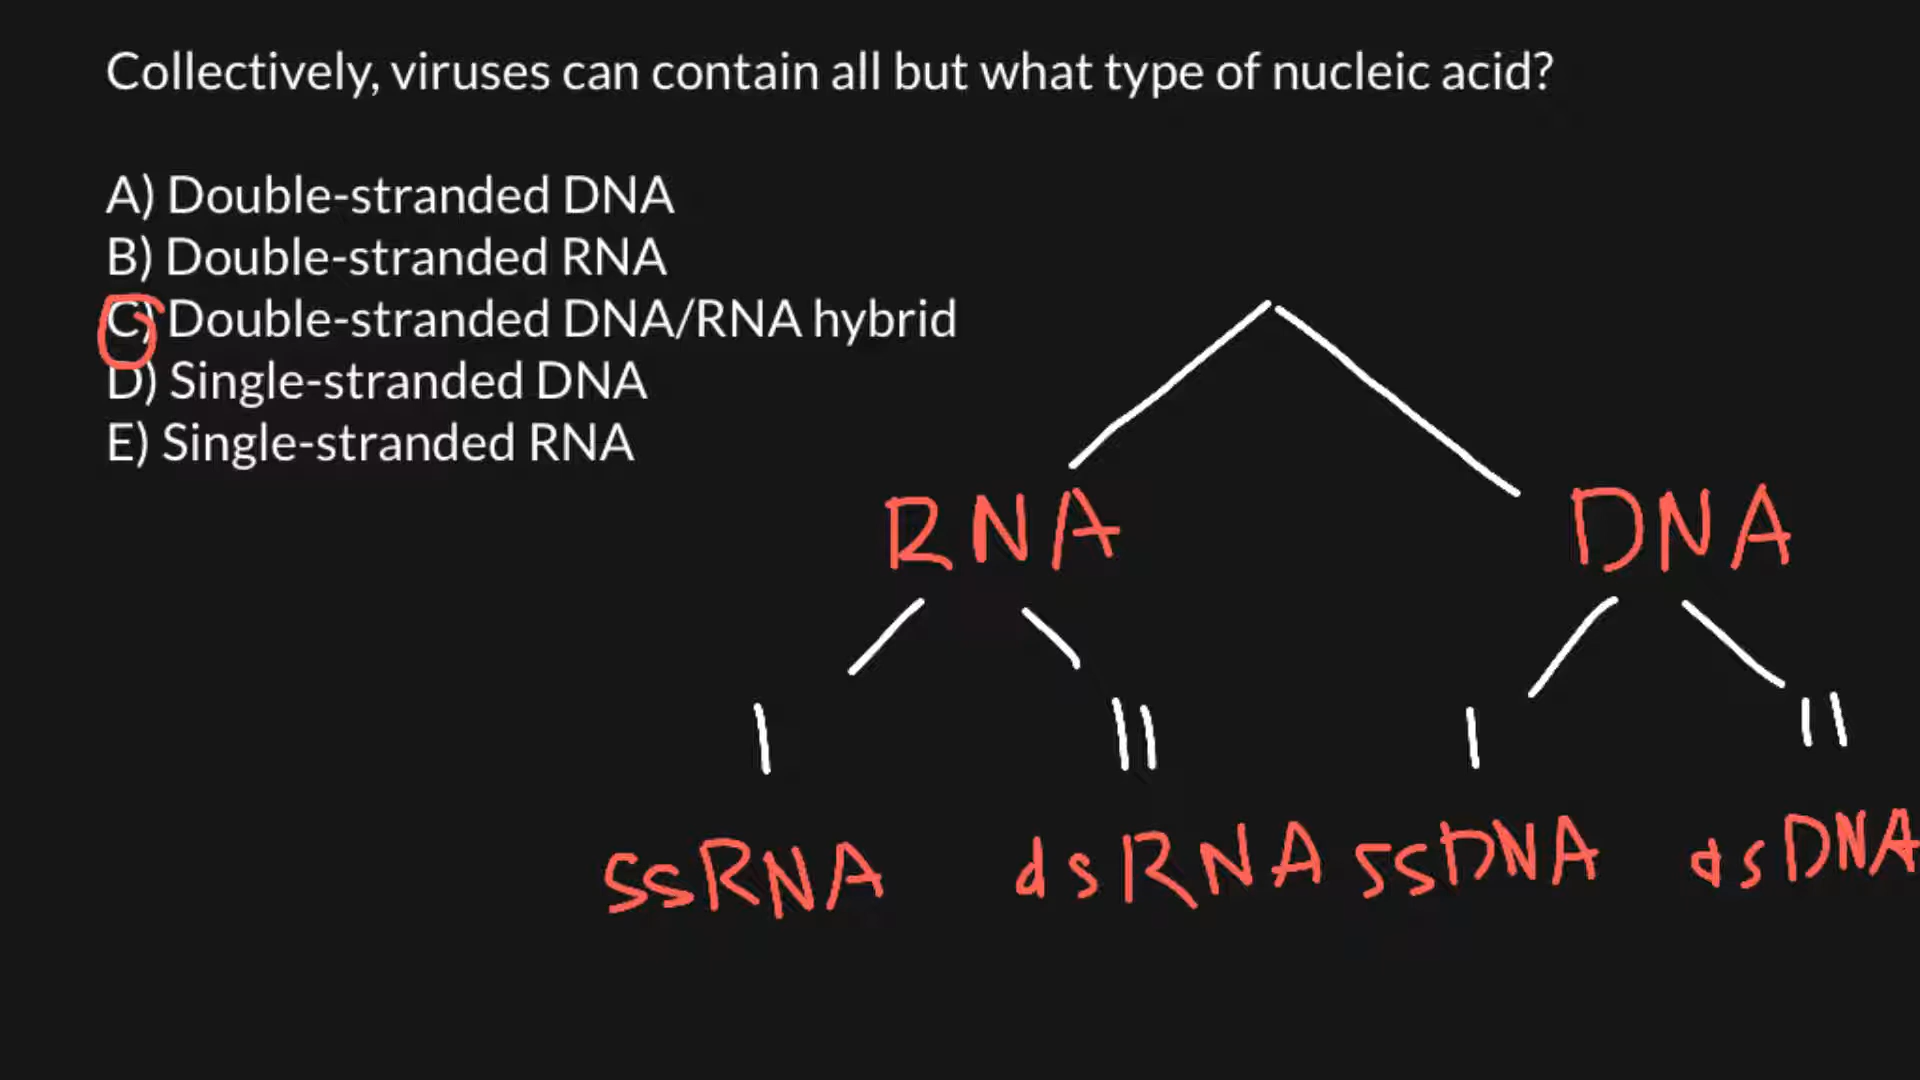 Collectively, viruses can contain all but what type of nucleic acid?
A) Double-stranded DNA
B) Double-stranded RNA
C) Double-stranded DNA/RNA hybrid
D) Single-stranded DNA
E) Single-stranded RNA
RNA DNA
ssRNA dsRNA ssDNA dsDNA